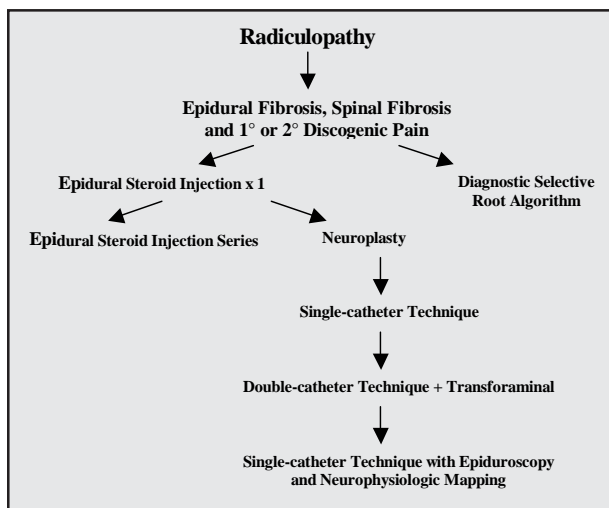 Radiculopathy
Epidural Fibrosis, Spinal Fibrosis
and 1° or 2° Discogenic Pain
Epidural Steroid Injection x 1
Diagnostic Selective
Root Algorithm
Epidural Steroid Injection Series
Neuroplasty
Single-catheter Technique
Double-catheter Technique + Transforaminal
Single-catheter Technique with Epiduroscopy
and Neurophysiologic Mapping